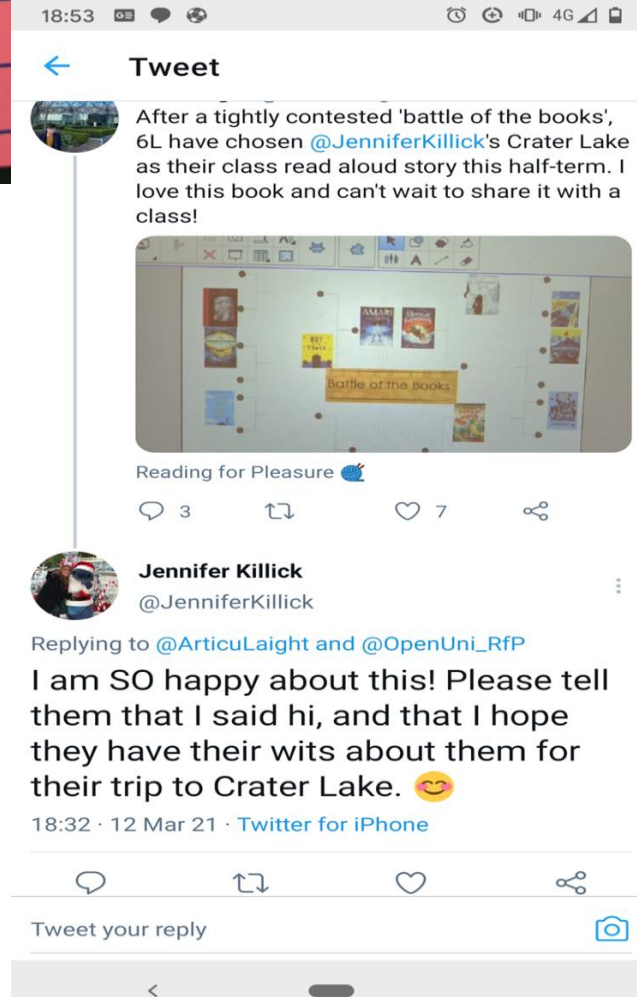 18:53 GE 4G
Tweet
After a tightly contested 'battle of the books',
6L have chosen @JenniferKillick's Crater Lake
as their class read aloud story this half-term. I
love this book and can't wait to share it with a
class!
AMARI
Battle of the Books
Reading for Pleasure
3 7
Jennifer Killick
@JenniferKillick
Replying to @ArticuLaight and @OpenUni_RfP
I am SO happy about this! Please tell
them that I said hi, and that I hope
they have their wits about them for
their trip to Crater Lake.
18:32 · 12 Mar 21 · Twitter for iPhone
Tweet your reply